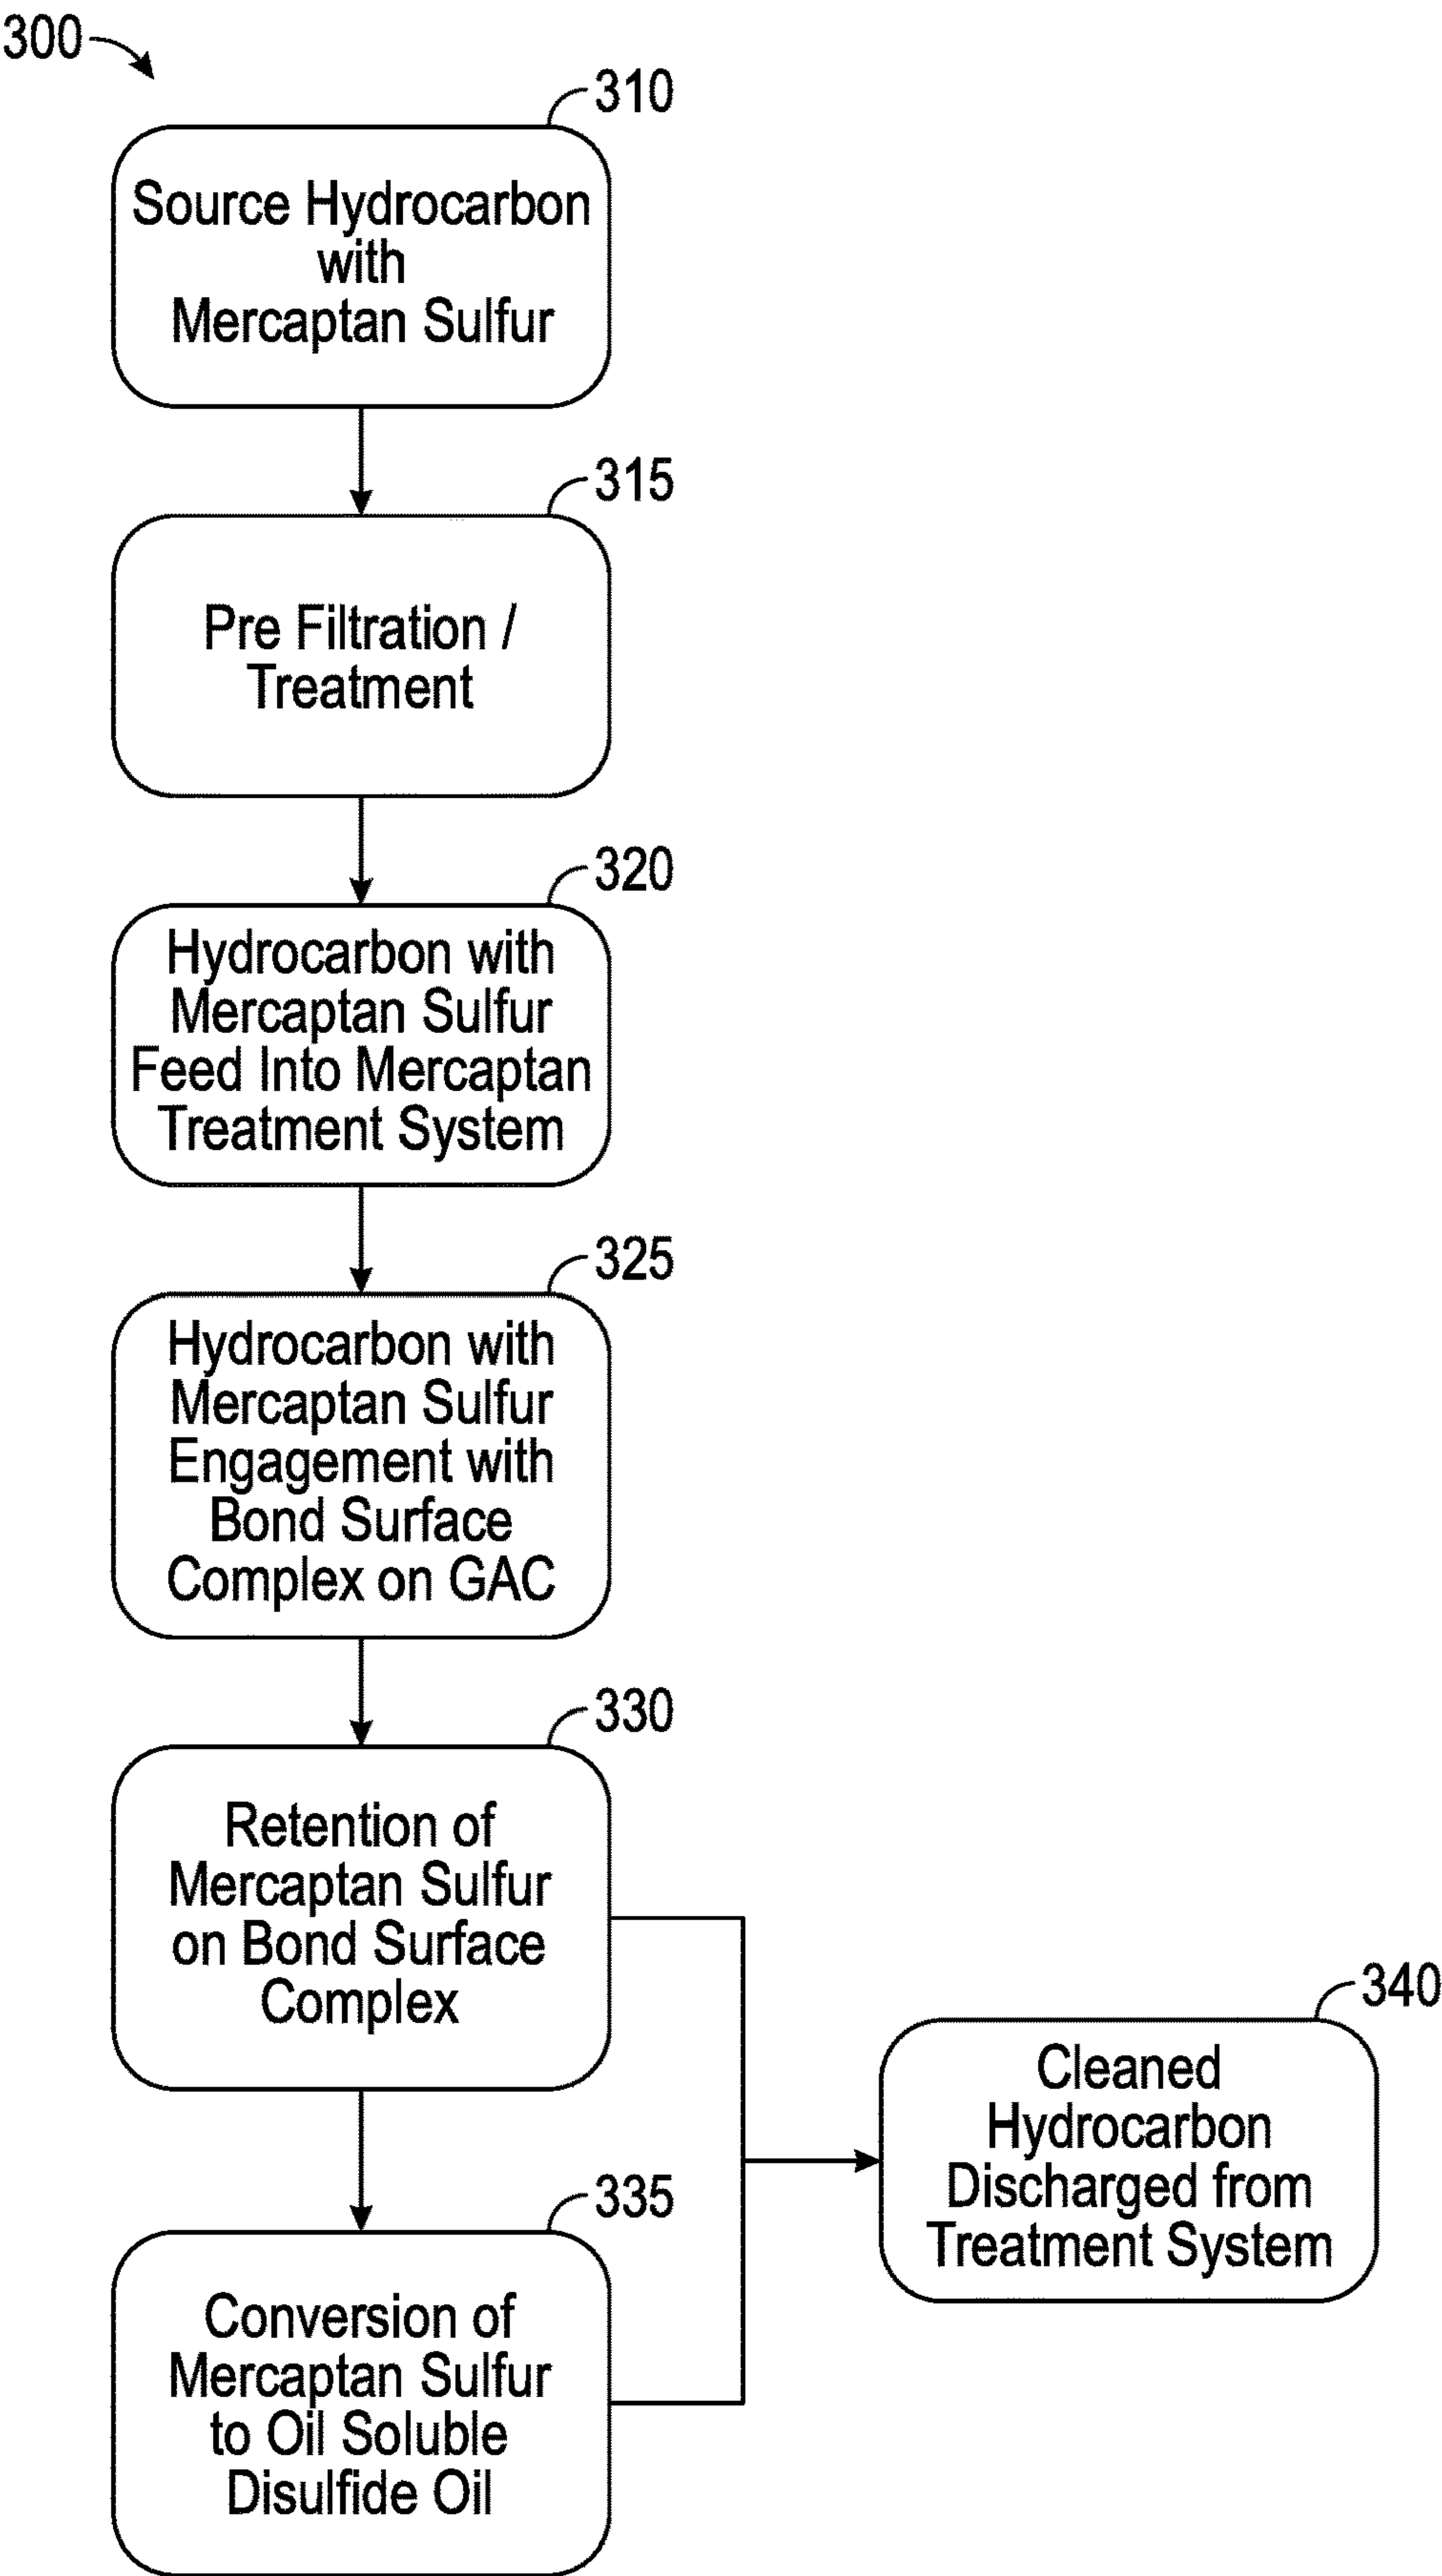 300
310
Source Hydrocarbon
with
Mercaptan Sulfur
315
Pre Filtration /
Treatment
320
Hydrocarbon with
Mercaptan Sulfur
Feed Into Mercaptan
Treatment System
325
Hydrocarbon with
Mercaptan Sulfur
Engagement with
Bond Surface
Complex on GAC
330
Retention of
Mercaptan Sulfur
on Bond Surface
Complex
335
Conversion of
Mercaptan Sulfur
to Oil Soluble
Disulfide Oil
340
Cleaned
Hydrocarbon
Discharged from
Treatment System